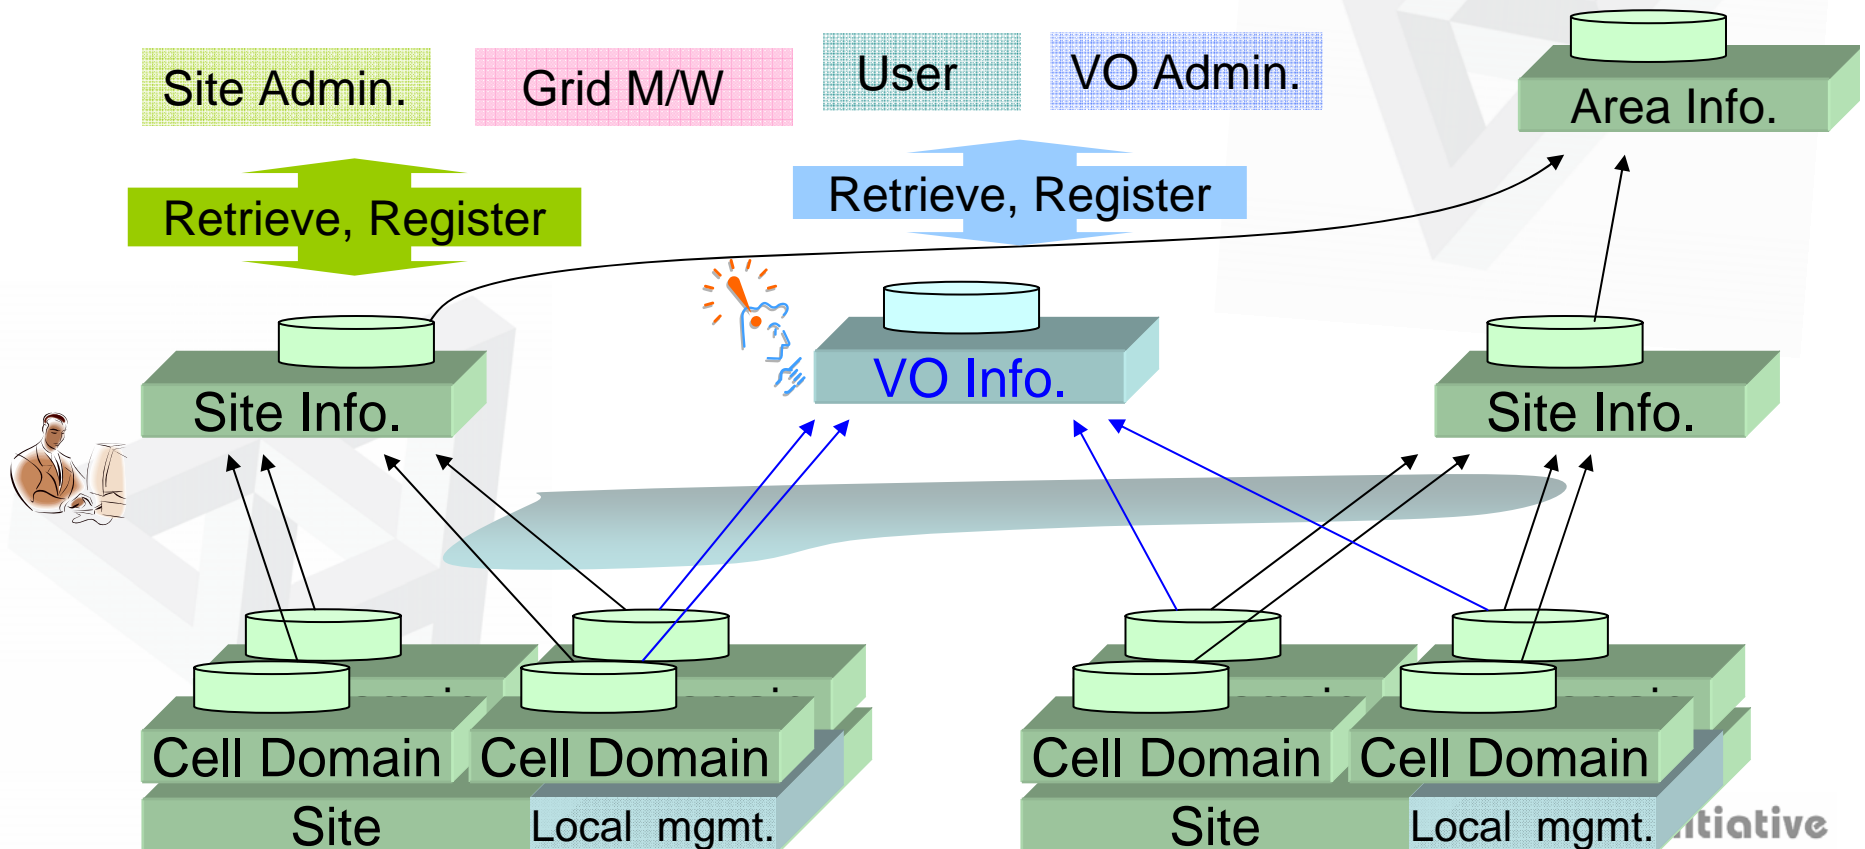 Site Admin.
Grid M/W
User
VO Admin.
Area Info.
Retrieve, Register
Retrieve, Register
Site Info.
VO Info.
Site Info.
Cell Domain
Cell Domain
Cell Domain
Cell Domain
Site
Local mgmt.
Site
Local mgmt.